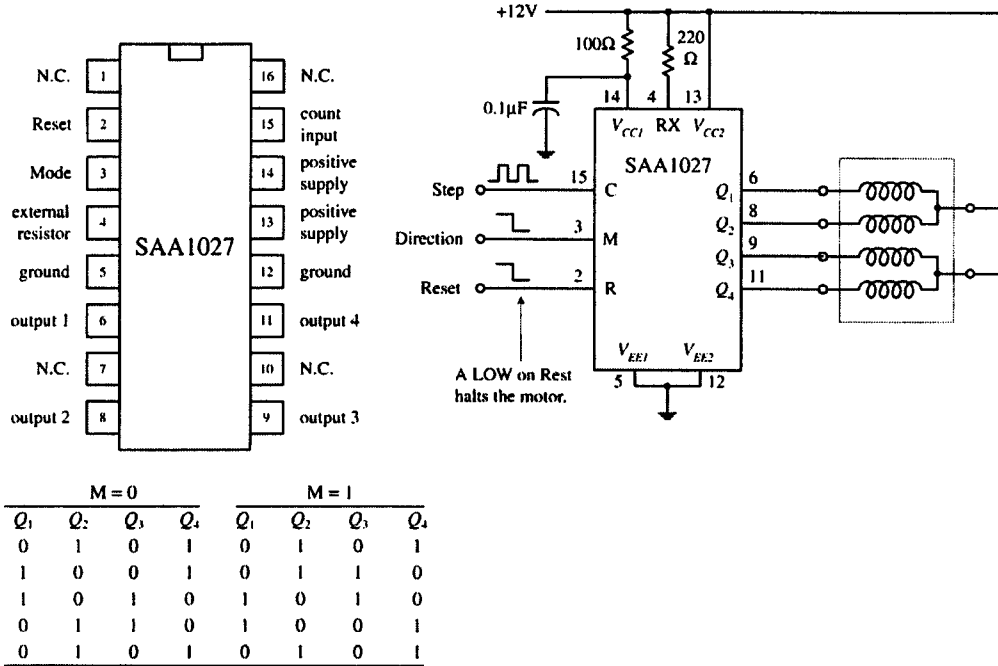 N.C. 1 16 N.C.
Reset 2 15 count input
Mode 3 14 positive supply
external resistor 4 13 positive supply
SAA1027
ground 5 12 ground
output 1 6 11 output 4
N.C. 7 10 N.C.
output 2 8 9 output 3
+12V
100Ω 220 Ω
0.1μF
14 4 13
VCC1 RX VCC2
SAA1027
Step 15 C
Direction 3 M
Reset 2 R
Q1 6
Q2 8
Q3 9
Q4 11
VEE1 VEE2
5 12
A LOW on Rest
halts the motor.
M = 0 M = 1
Q1 Q2 Q3 Q4 Q1 Q2 Q3 Q4
0 1 0 1 0 1 0 1
1 0 0 1 0 1 1 0
1 0 1 0 1 0 1 0
0 1 1 0 1 0 0 1
0 1 0 1 0 1 0 1